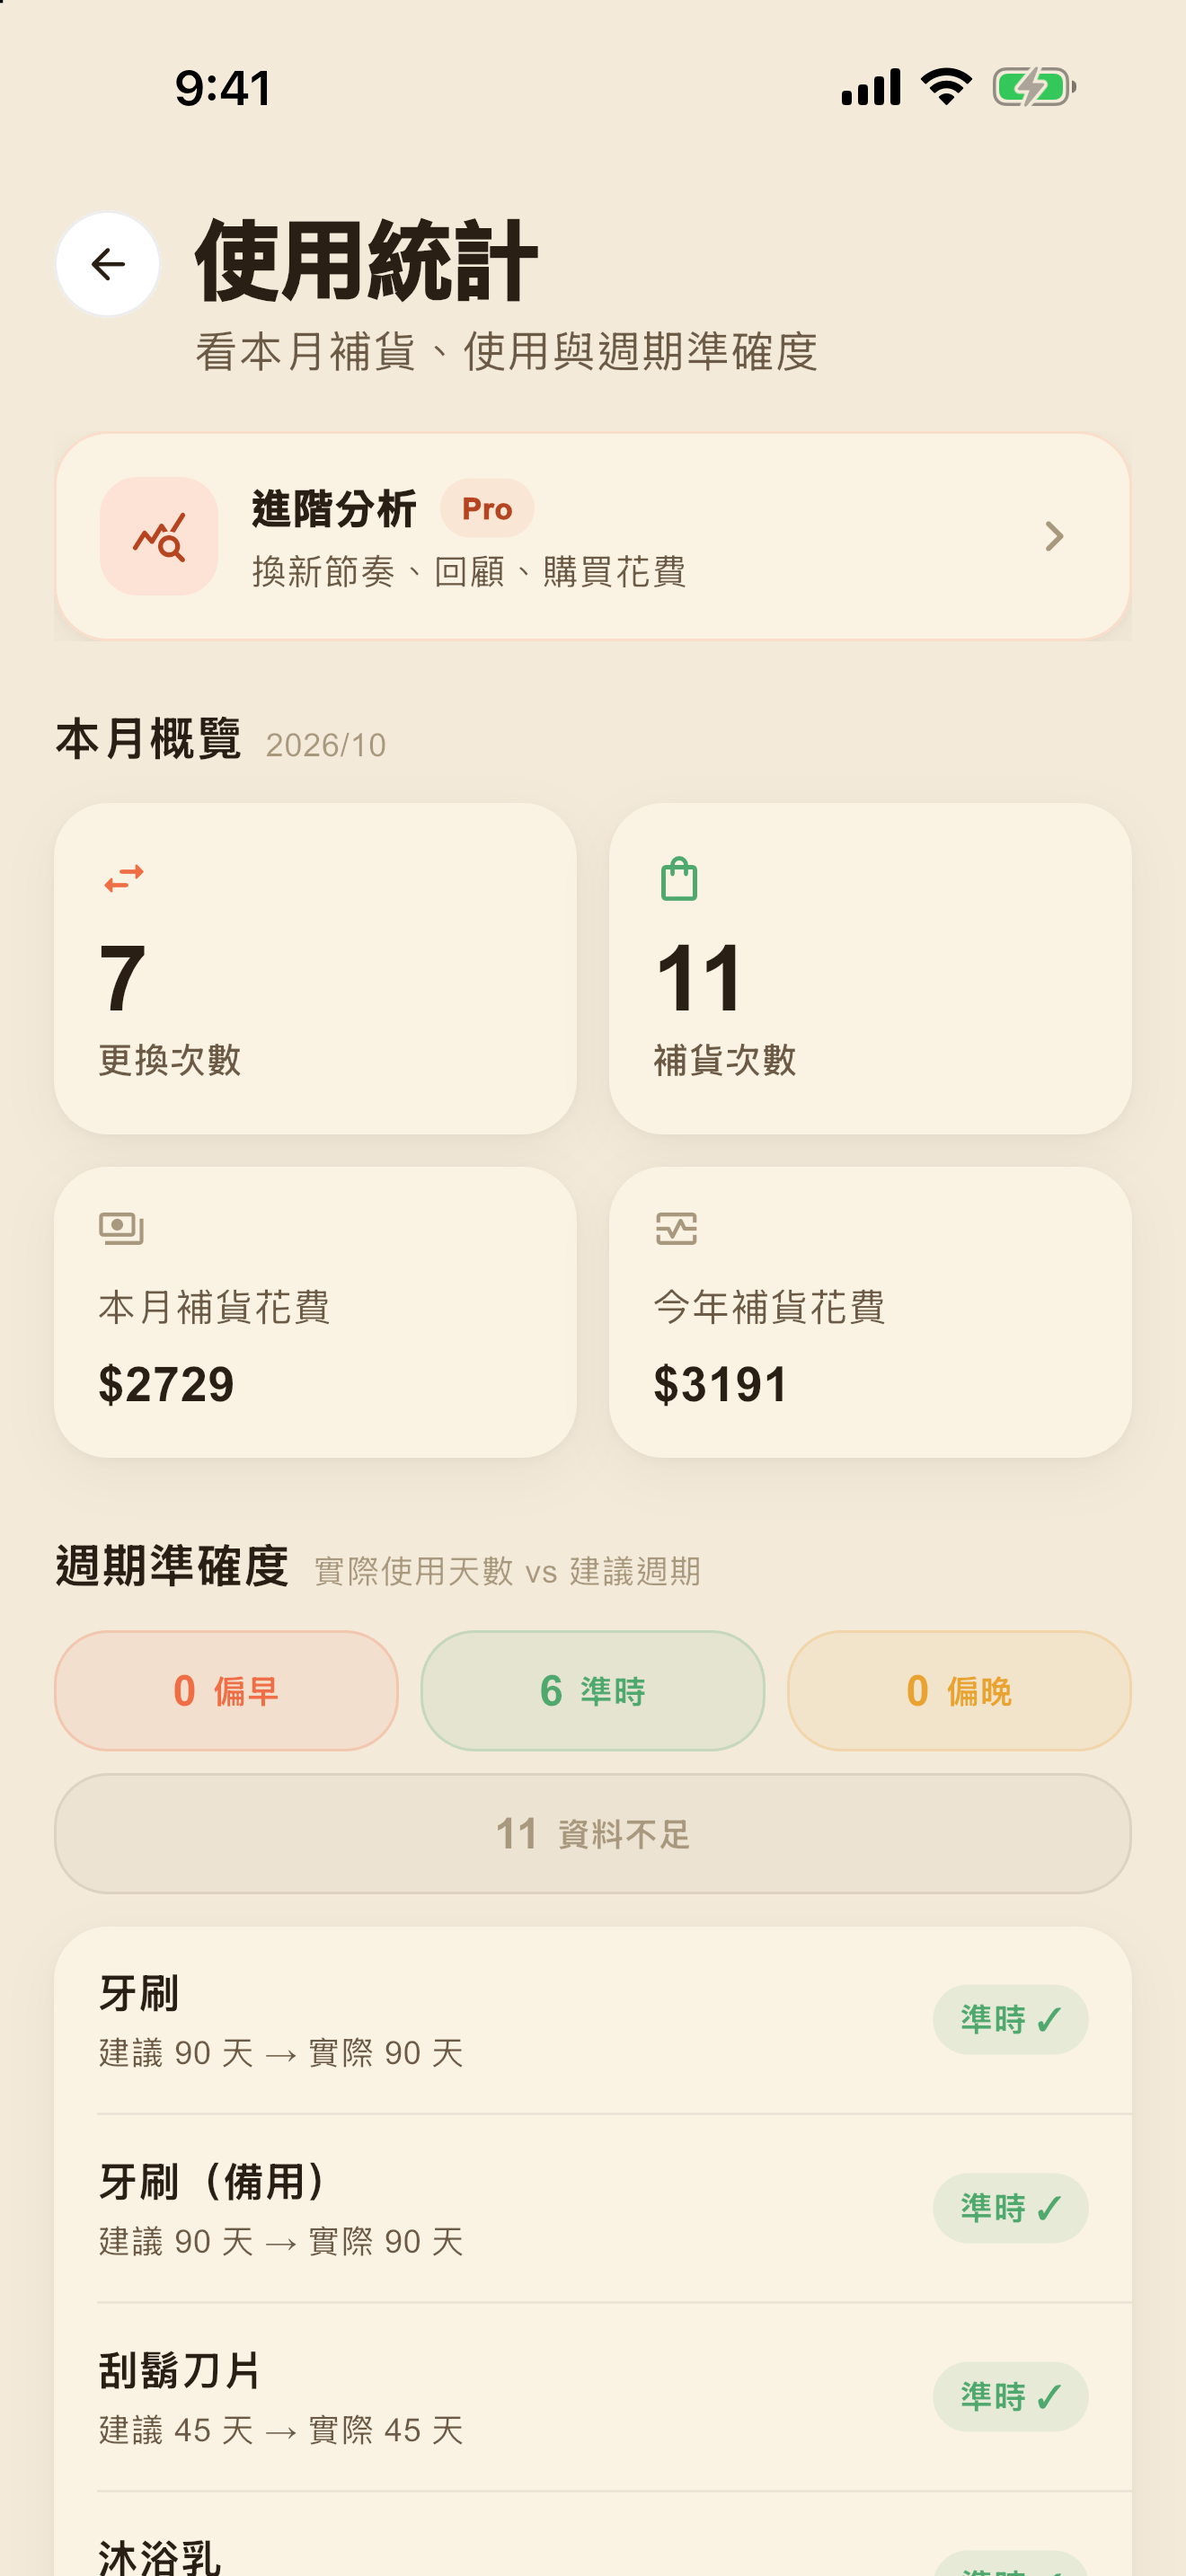 9:41
使用統計
看本月補貨、使用與週期準確度
進階分析 Pro
換新節奏、回顧、購買花費
本月概覽 2026/10
7
更換次數
11
補貨次數
本月補貨花費
$2729
今年補貨花費
$3191
週期準確度 實際使用天數 vs 建議週期
0 偏早
6 準時
0 偏晚
11 資料不足
牙刷
建議 90 天 → 實際 90 天
準時 ✓
牙刷（備用）
建議 90 天 → 實際 90 天
準時 ✓
刮鬍刀片
建議 45 天 → 實際 45 天
準時 ✓
沐浴乳